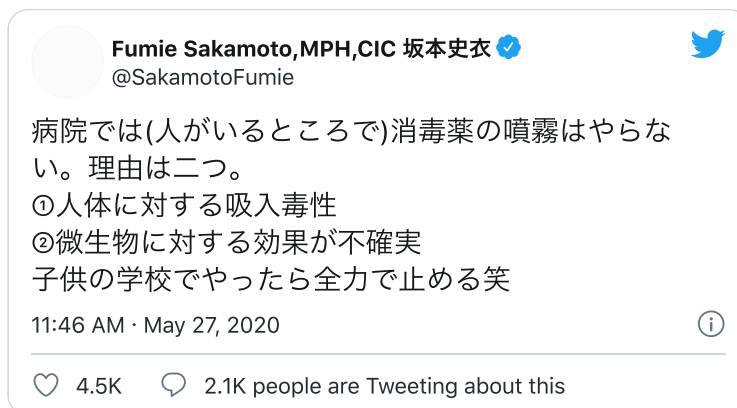 Fumie Sakamoto,MPH,CIC 坂本史衣
@SakamotoFumie
病院では(人がいるところで)消毒薬の噴霧はやらな
い。理由は二つ。
①人体に対する吸入毒性
②微生物に対する効果が不確実
子供の学校でやったら全力で止める笑
11:46 AM · May 27, 2020
4.5K 2.1K people are Tweeting about this